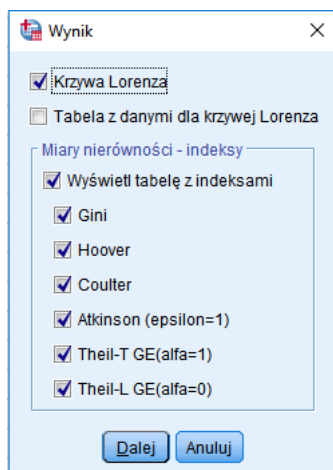 Wynik
Krzywa Lorenza
Tabela z danymi dla krzywej Lorenza
Miary nierówności - indeksy
Wyświetl tabelę z indeksami
Gini
Hoover
Coulter
Atkinson (epsilon=1)
Theil-T GE(alfa=1)
Theil-L GE(alfa=0)
Dalej Anuluj